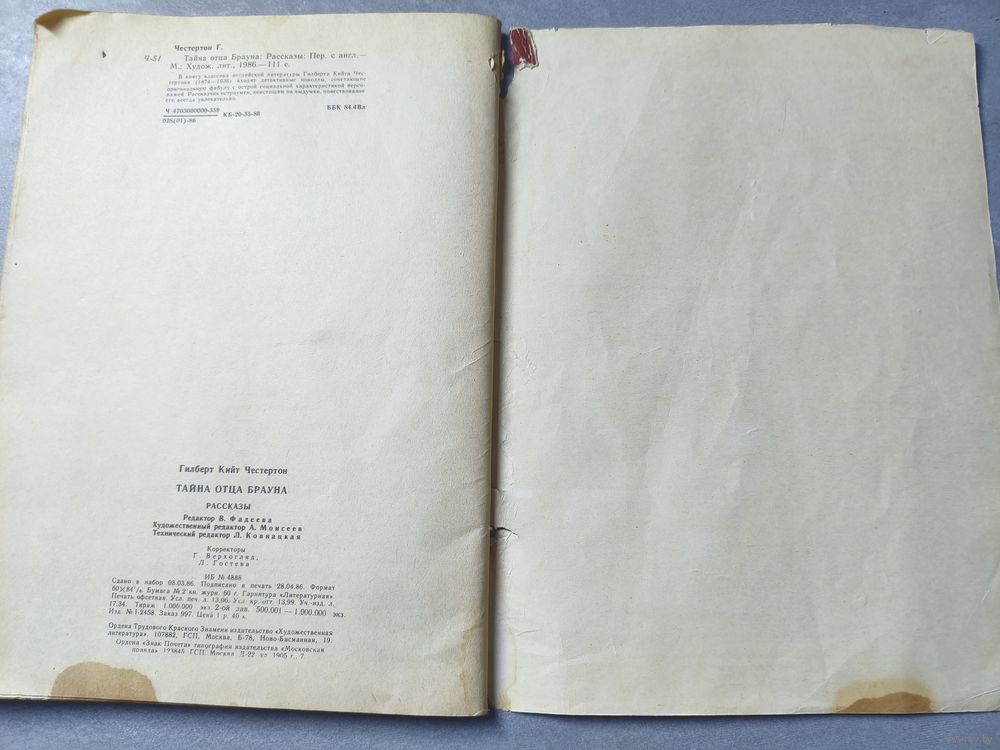 Честертон Г.
Ч-51 Тайна отца Брауна: Рассказы: Пер. с англ.—
М.: Худож. лит., 1986.—111 с.
В книгу классика английской литературы Гилберта Кийта Чес-
тертона (1874—1936) входят детективные новеллы, сочетающие
оригинальную фабулу с острой социальной характеристикой персо-
нажей. Рассказчик остроумен, неистощим на выдумки, повествование
его всегда увлекательно.
Ч 4703000000-359
028(01)-86 КБ-20-33-86 ББК 84.4Вл
Гилберт Кийт Честертон
ТАЙНА ОТЦА БРАУНА
РАССКАЗЫ
Редактор В. Фадеева
Художественный редактор А. Моисеев
Технический редактор Л. Ковнацкая
Корректоры
Г. Верхогляд,
Л. Гостева
ИБ № 4888
Сдано в набор 03.03.86. Подписано в печать 28.04.86. Формат
60×84¹/₈. Бумага № 2 кн. журн. 60 г. Гарнитура «Литературная».
Печать офсетная. Усл. печ. л. 13,06. Усл. кр.-отт. 13,99. Уч.-изд. л.
17,34. Тираж 1.000.000 экз. 2-ой зав. 500.001—1.000.000 экз.
Изд. № I-2458. Заказ 997. Цена 1 р. 40 к.
Ордена Трудового Красного Знамени издательство «Художественная
литература». 107882, ГСП, Москва, Б-78, Ново-Басманная, 19.
Ордена «Знак Почета» типография издательства «Московская
правда» 123845 ГСП. Москва Д-22 ул 1905 г., 7